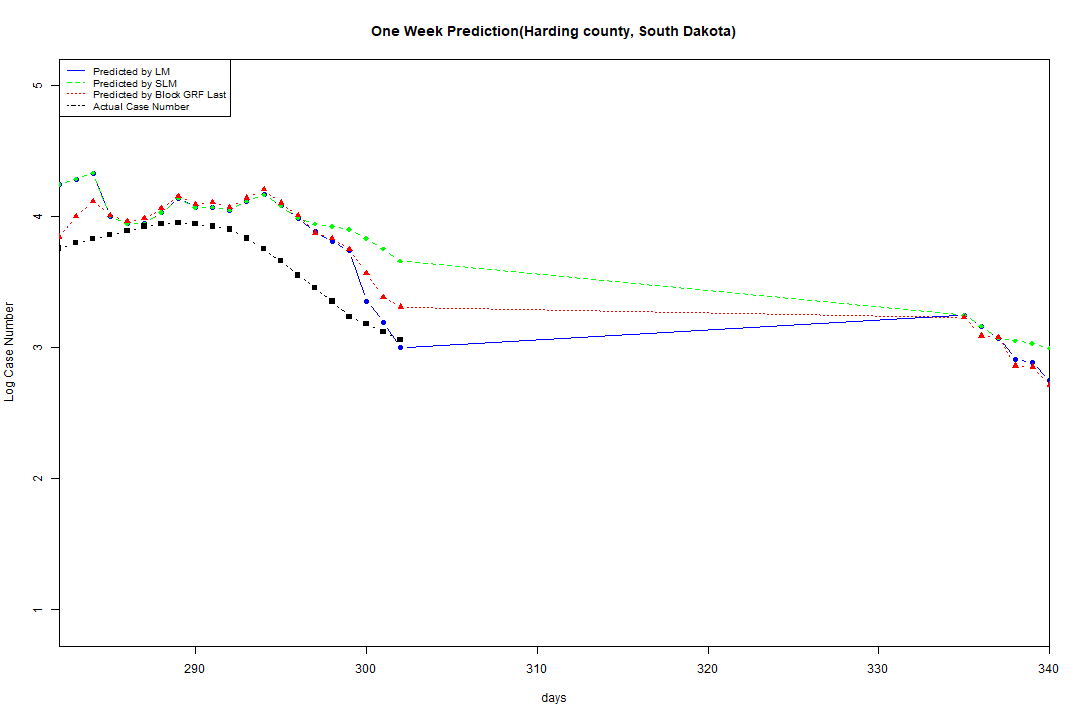 One Week Prediction(Harding county, South Dakota)
Predicted by LM
Predicted by SLM
Predicted by Block GRF Last
Actual Case Number
5
4
3
2
1
Log Case Number
290 300 310 320 330 340
days